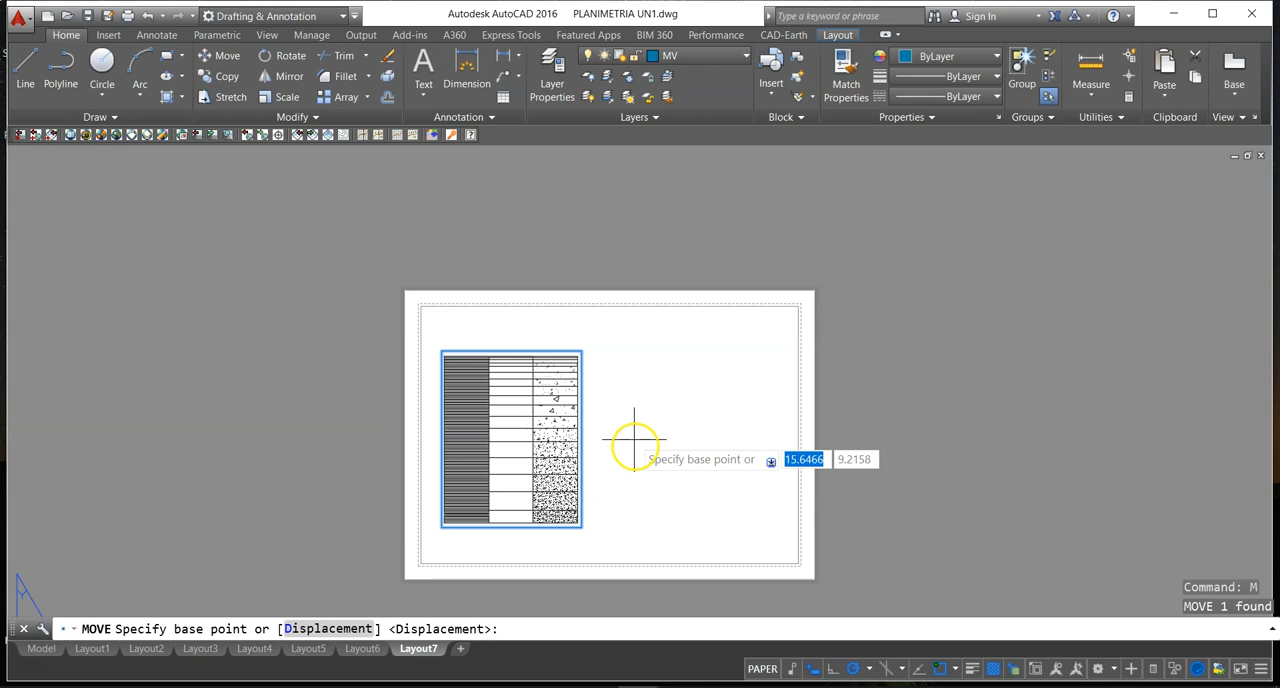 Drafting & Annotation
Autodesk AutoCAD 2016 PLANIMETRIA UN1.dwg
Type a keyword or phrase
Sign In
Home Insert Annotate Parametric View Manage Output Add-ins A360 Express Tools Featured Apps BIM 360 Performance CAD-Earth Layout
Line Polyline Circle Arc
Move Rotate Trim
Copy Mirror Fillet
Stretch Scale Array
Text Dimension
Layer Properties
MV
Insert
Match Properties
ByLayer
ByLayer
ByLayer
Group Measure Paste Base
Draw Modify Annotation Layers Block Properties Groups Utilities Clipboard View
Specify base point or 15.6466 9.2158
Y
Command: M
MOVE 1 found
MOVE Specify base point or [Displacement] <Displacement>:
Model Layout1 Layout2 Layout3 Layout4 Layout5 Layout6 Layout7 +
PAPER